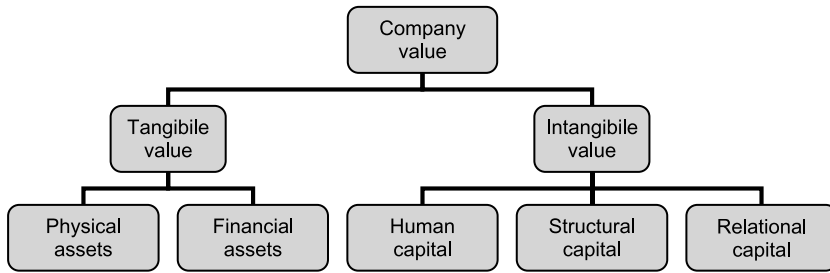 Company
value
Tangibile
value
Intangibile
value
Physical
assets
Financial
assets
Human
capital
Structural
capital
Relational
capital